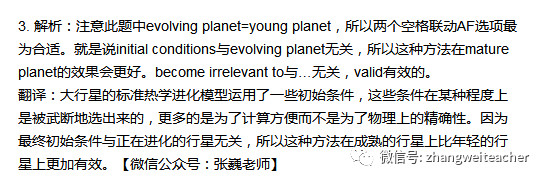 3. 解析：注意此题中evolving planet=young planet，所以两个空格联动AF选项最
为合适。就是说initial conditions与evolving planet无关，所以这种方法在mature
planet的效果会更好。become irrelevant to与…无关，valid有效的。
翻译：大行星的标准热学进化模型运用了一些初始条件，这些条件在某种程度上
是被武断地选出来的，更多的是为了计算方便而不是为了物理上的精确性。因为
最终初始条件与正在进化的行星无关，所以这种方法在成熟的行星上比年轻的行
星上更加有效。【微信公众号：张巍老师】
微信号: zhangweiteacher